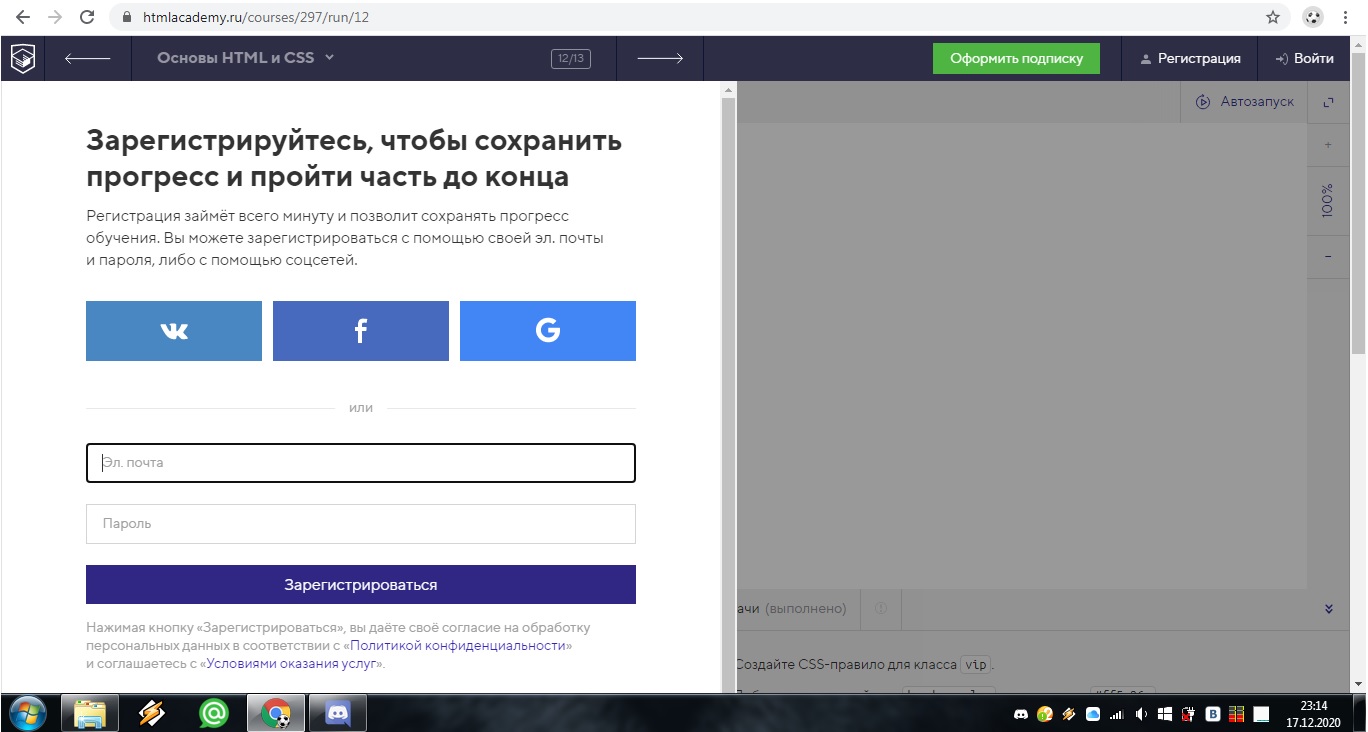 htmlacademy.ru/courses/297/run/12
Основы HTML и CSS
12/13
Оформить подписку
Регистрация
Войти
Автозапуск
+
100%
−
Зарегистрируйтесь, чтобы сохранить
прогресс и пройти часть до конца
Регистрация займёт всего минуту и позволит сохранять прогресс
обучения. Вы можете зарегистрироваться с помощью своей эл. почты
и пароля, либо с помощью соцсетей.
или
Эл. почта
Пароль
Зарегистрироваться
Нажимая кнопку «Зарегистрироваться», вы даёте своё согласие на обработку
персональных данных в соответствии с «Политикой конфиденциальности»
и соглашаетесь с «Условиями оказания услуг».
ачи (выполнено)
Создайте CSS-правило для класса vip.
23:14
17.12.2020